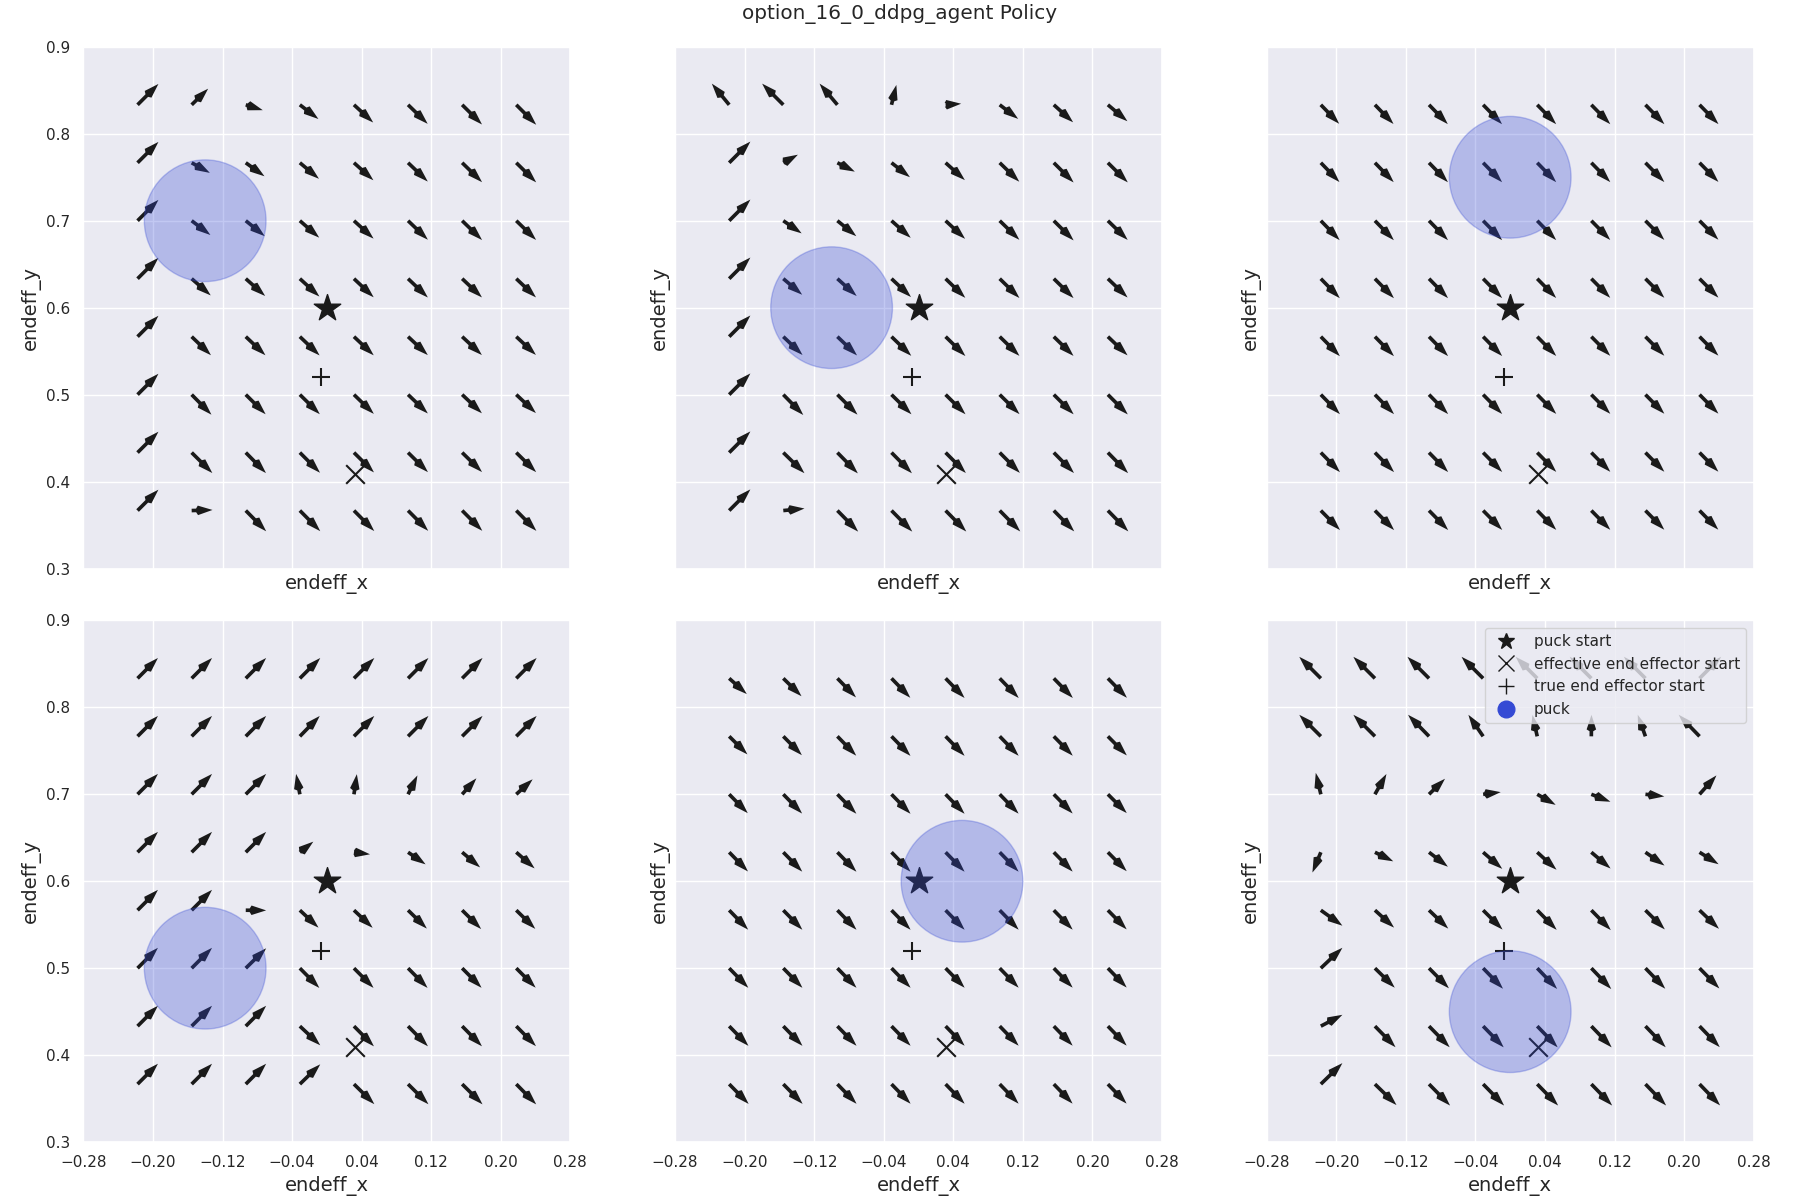 option_16_0_ddpg_agent Policy
0.9
0.8
0.7
0.6
0.5
0.4
0.3
endeff_y
endeff_x
endeff_y
endeff_x
endeff_y
endeff_x
0.9
0.8
0.7
0.6
0.5
0.4
0.3
endeff_y
−0.28 −0.20 −0.12 −0.04 0.04 0.12 0.20 0.28
endeff_x
endeff_y
−0.28 −0.20 −0.12 −0.04 0.04 0.12 0.20 0.28
endeff_x
puck start
effective end effector start
true end effector start
puck
endeff_y
−0.28 −0.20 −0.12 −0.04 0.04 0.12 0.20 0.28
endeff_x